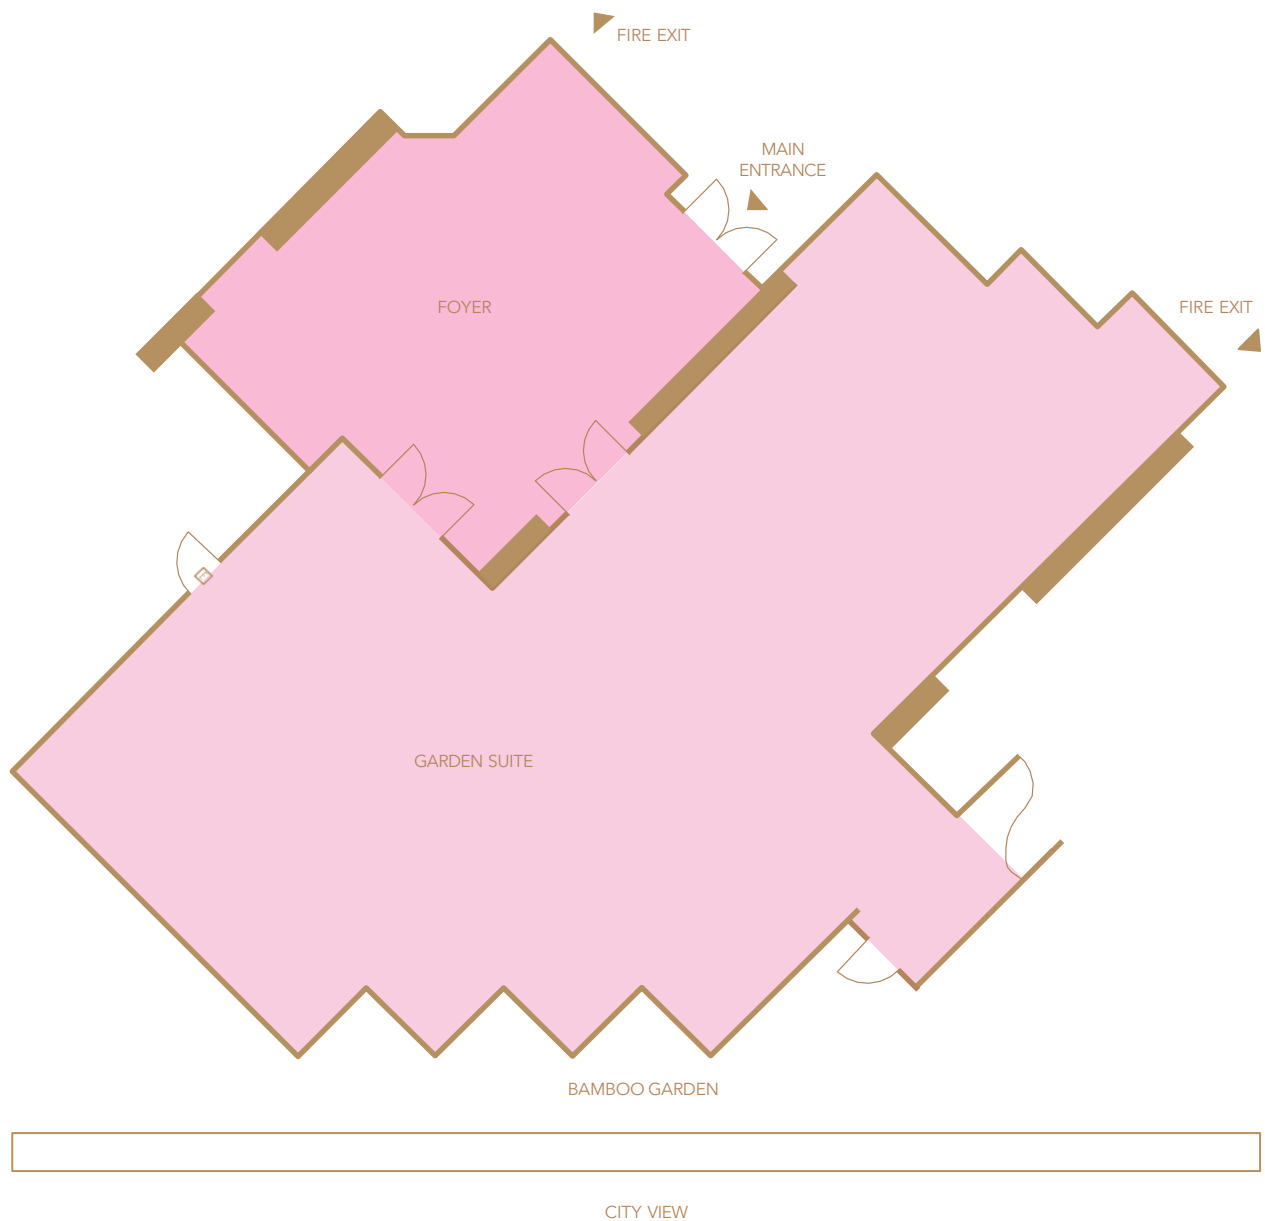 FIRE EXIT
MAIN
ENTRANCE
FOYER
FIRE EXIT
GARDEN SUITE
BAMBOO GARDEN
CITY VIEW